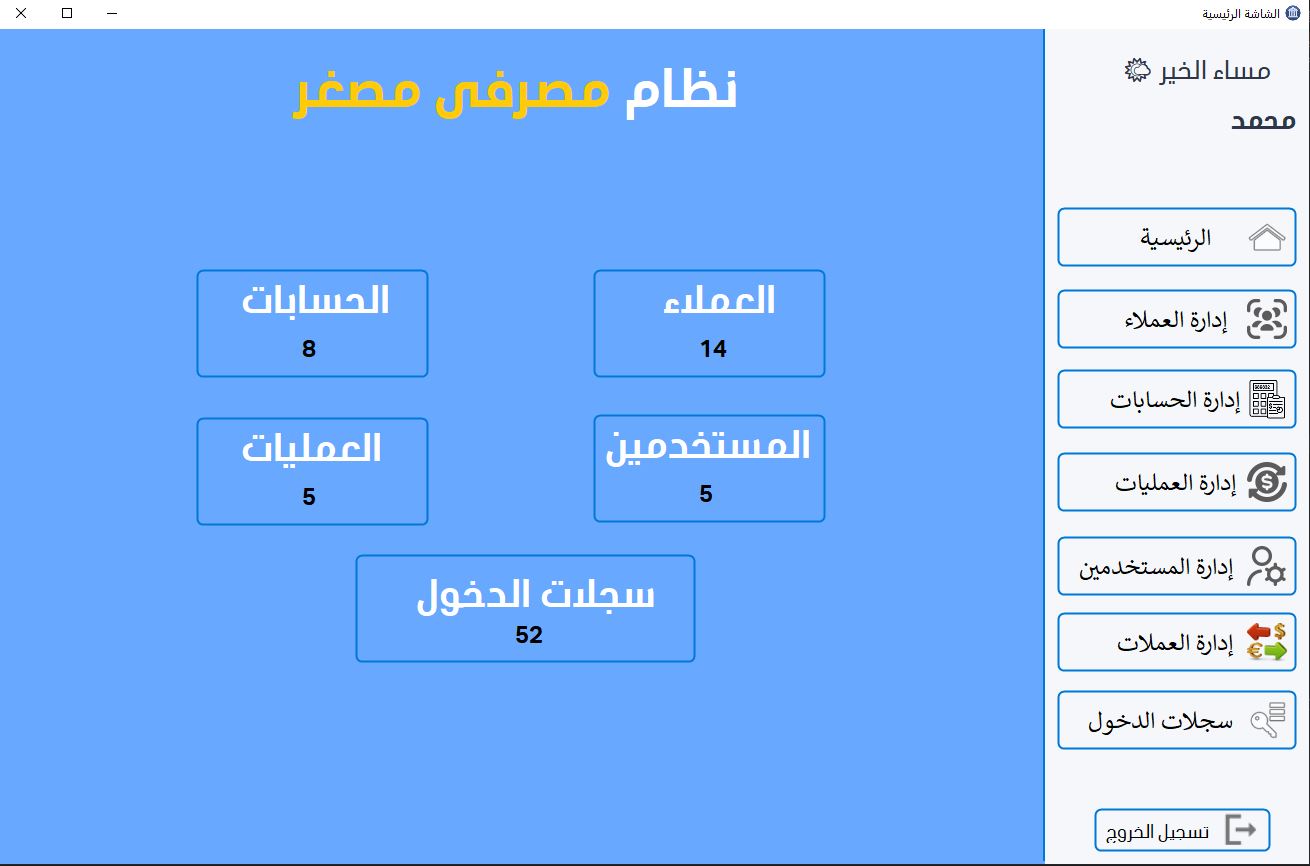 الشاشة الرئيسية
مساء الخير
محمد
الرئيسية
إدارة العملاء
إدارة الحسابات
إدارة العمليات
إدارة المستخدمين
إدارة العملات
سجلات الدخول
تسجيل الخروج
نظام مصرفى مصغر
العملاء
14
الحسابات
8
المستخدمين
5
العمليات
5
سجلات الدخول
52